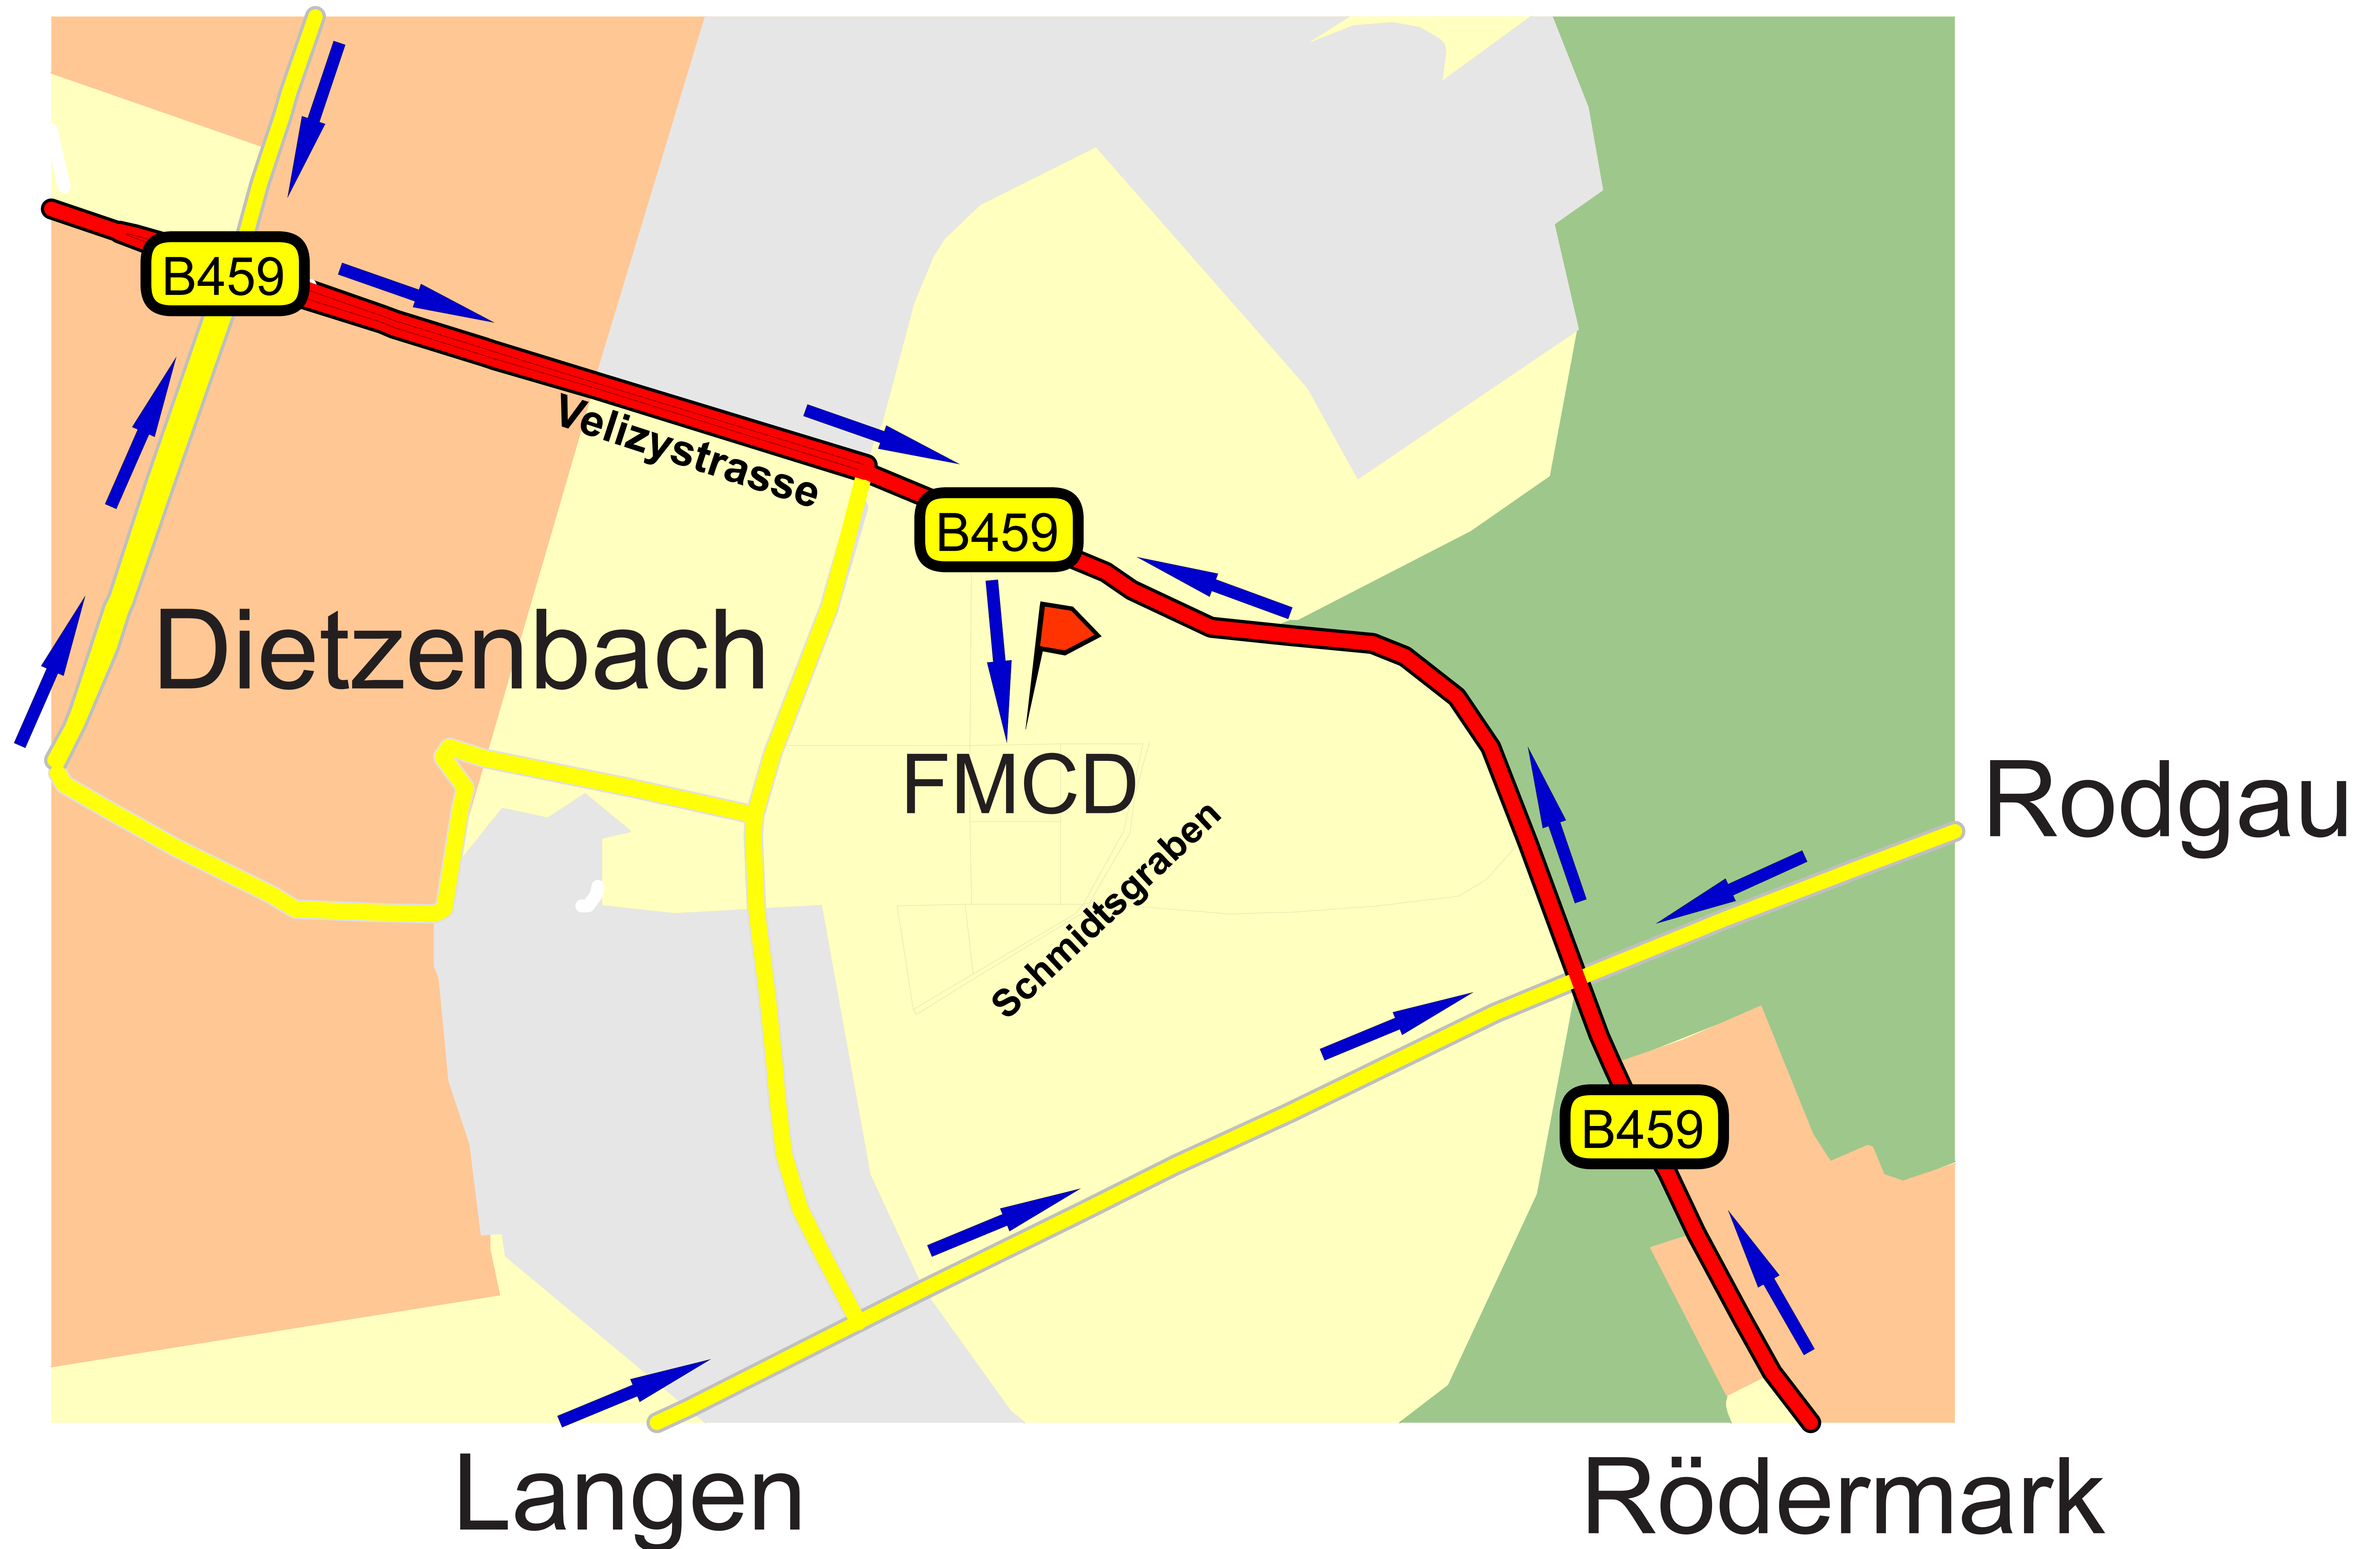 B459
Velizystrasse
B459
Dietzenbach
FMCD
Rodgau
Schmidtsgraben
B459
Langen
Rödermark